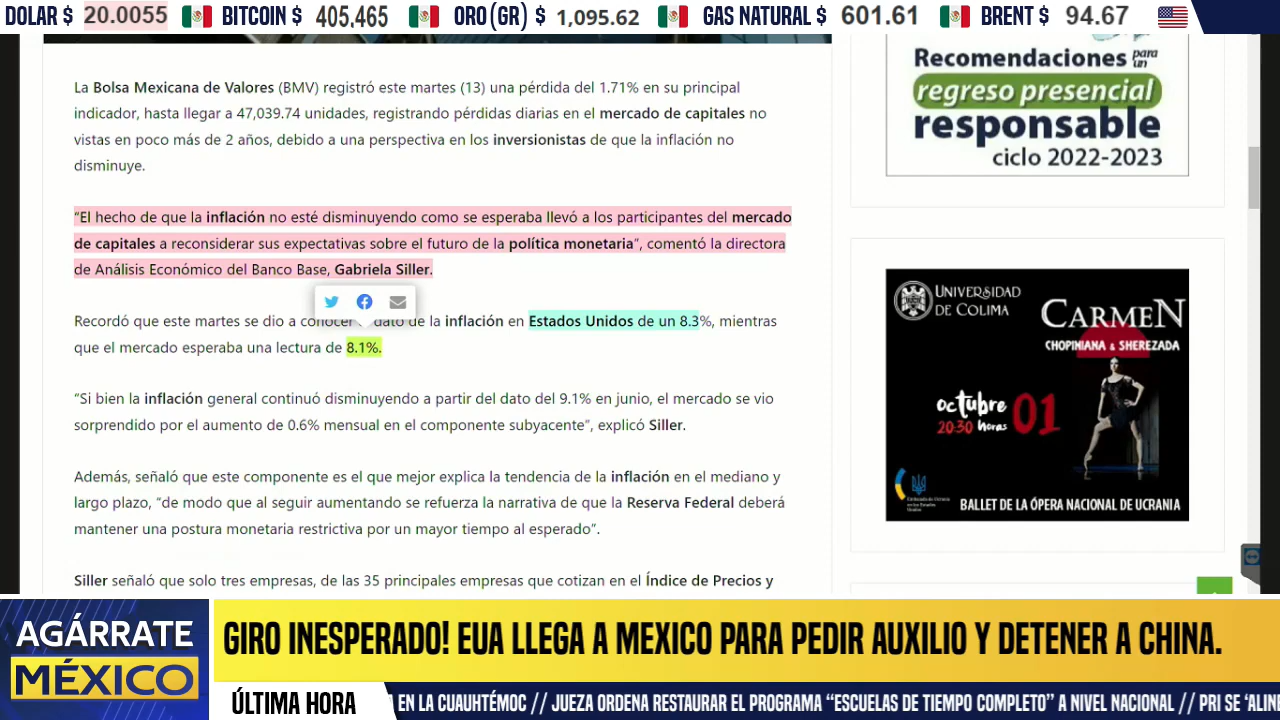 DOLAR $ 20.0055 BITCOIN $ 405,465 ORO(GR) $ 1,095.62 GAS NATURAL $ 601.61 BRENT $ 94.67
La Bolsa Mexicana de Valores (BMV) registró este martes (13) una pérdida del 1.71% en su principal
indicador, hasta llegar a 47,039.74 unidades, registrando pérdidas diarias en el mercado de capitales no
vistas en poco más de 2 años, debido a una perspectiva en los inversionistas de que la inflación no
disminuye.
“El hecho de que la inflación no esté disminuyendo como se esperaba llevó a los participantes del mercado
de capitales a reconsiderar sus expectativas sobre el futuro de la política monetaria”, comentó la directora
de Análisis Económico del Banco Base, Gabriela Siller.
Recordó que este martes se dio a conocer dato de la inflación en Estados Unidos de un 8.3%, mientras
que el mercado esperaba una lectura de 8.1%.
“Si bien la inflación general continuó disminuyendo a partir del dato del 9.1% en junio, el mercado se vio
sorprendido por el aumento de 0.6% mensual en el componente subyacente”, explicó Siller.
Además, señaló que este componente es el que mejor explica la tendencia de la inflación en el mediano y
largo plazo, “de modo que al seguir aumentando se refuerza la narrativa de que la Reserva Federal deberá
mantener una postura monetaria restrictiva por un mayor tiempo al esperado”.
Siller señaló que solo tres empresas, de las 35 principales empresas que cotizan en el Índice de Precios y
Recomendaciones para un
regreso presencial
responsable
ciclo 2022-2023
UNIVERSIDAD
DE COLIMA
CARMEN
CHOPINIANA & SHEREZADA
octubre 01
20:30 horas
BALLET DE LA ÓPERA NACIONAL DE UCRANIA
AGÁRRATE
MÉXICO
GIRO INESPERADO! EUA LLEGA A MEXICO PARA PEDIR AUXILIO Y DETENER A CHINA.
ÚLTIMA HORA
A EN LA CUAUHTÉMOC // JUEZA ORDENA RESTAURAR EL PROGRAMA “ESCUELAS DE TIEMPO COMPLETO” A NIVEL NACIONAL // PRI SE ‘ALINE